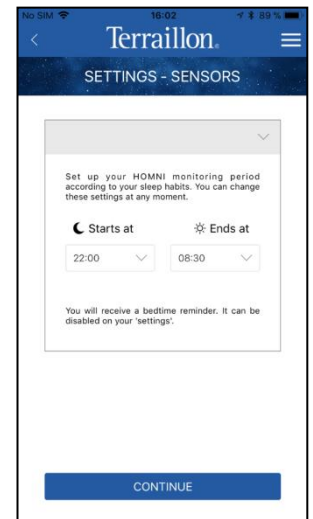 No SIM 16:02 89 %
Terraillon.
SETTINGS - SENSORS
Set up your HOMNI monitoring period
according to your sleep habits. You can change
these settings at any moment.
Starts at Ends at
22:00 08:30
You will receive a bedtime reminder. It can be
disabled on your 'settings'.
CONTINUE